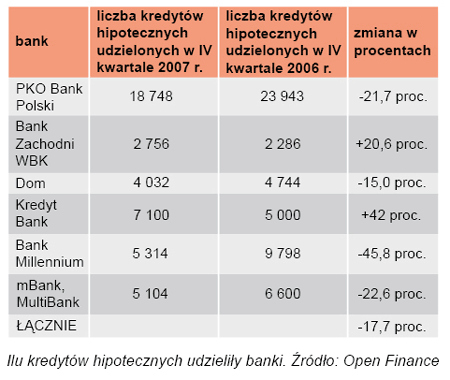 bank
liczba kredytów
hipotecznych
udzielonych w IV
kwartale 2007 r.
liczba kredytów
hipotecznych
udzielonych w IV
kwartale 2006 r.
zmiana w
procentach
PKO Bank
Polski
18 748
23 943
-21,7 proc.
Bank
Zachodni
WBK
2 756
2 286
+20,6 proc.
Dom
4 032
4 744
-15,0 proc.
Kredyt
Bank
7 100
5 000
+42 proc.
Bank
Millennium
5 314
9 798
-45,8 proc.
mBank,
MultiBank
5 104
6 600
-22,6 proc.
ŁĄCZNIE
-17,7 proc.
Ilu kredytów hipotecznych udzieliły banki. Źródło: Open Finance